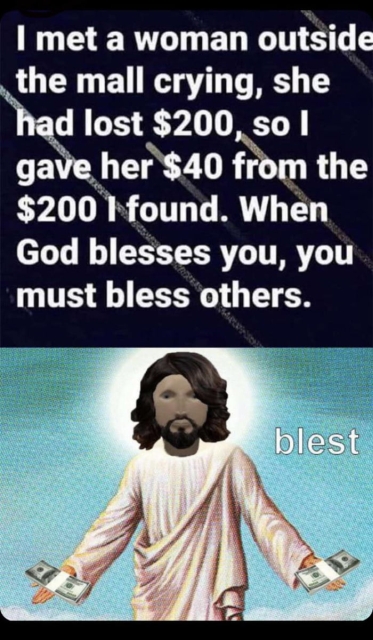 I met a woman outside
the mall crying, she
had lost $200, so I
gave her $40 from the
$200 I found. When
God blesses you, you
must bless others.
blest